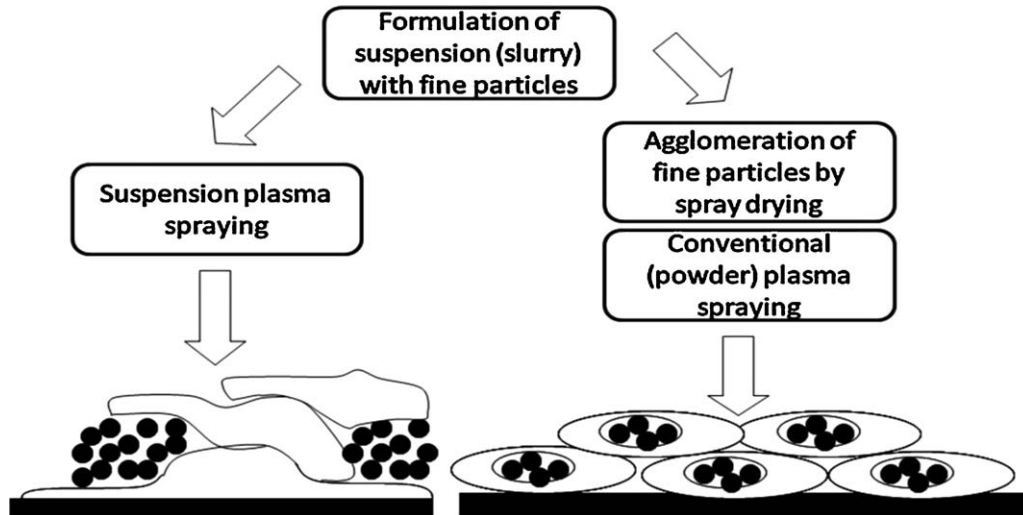 Formulation of
suspension (slurry)
with fine particles
Suspension plasma
spraying
Agglomeration of
fine particles by
spray drying
Conventional
(powder) plasma
spraying